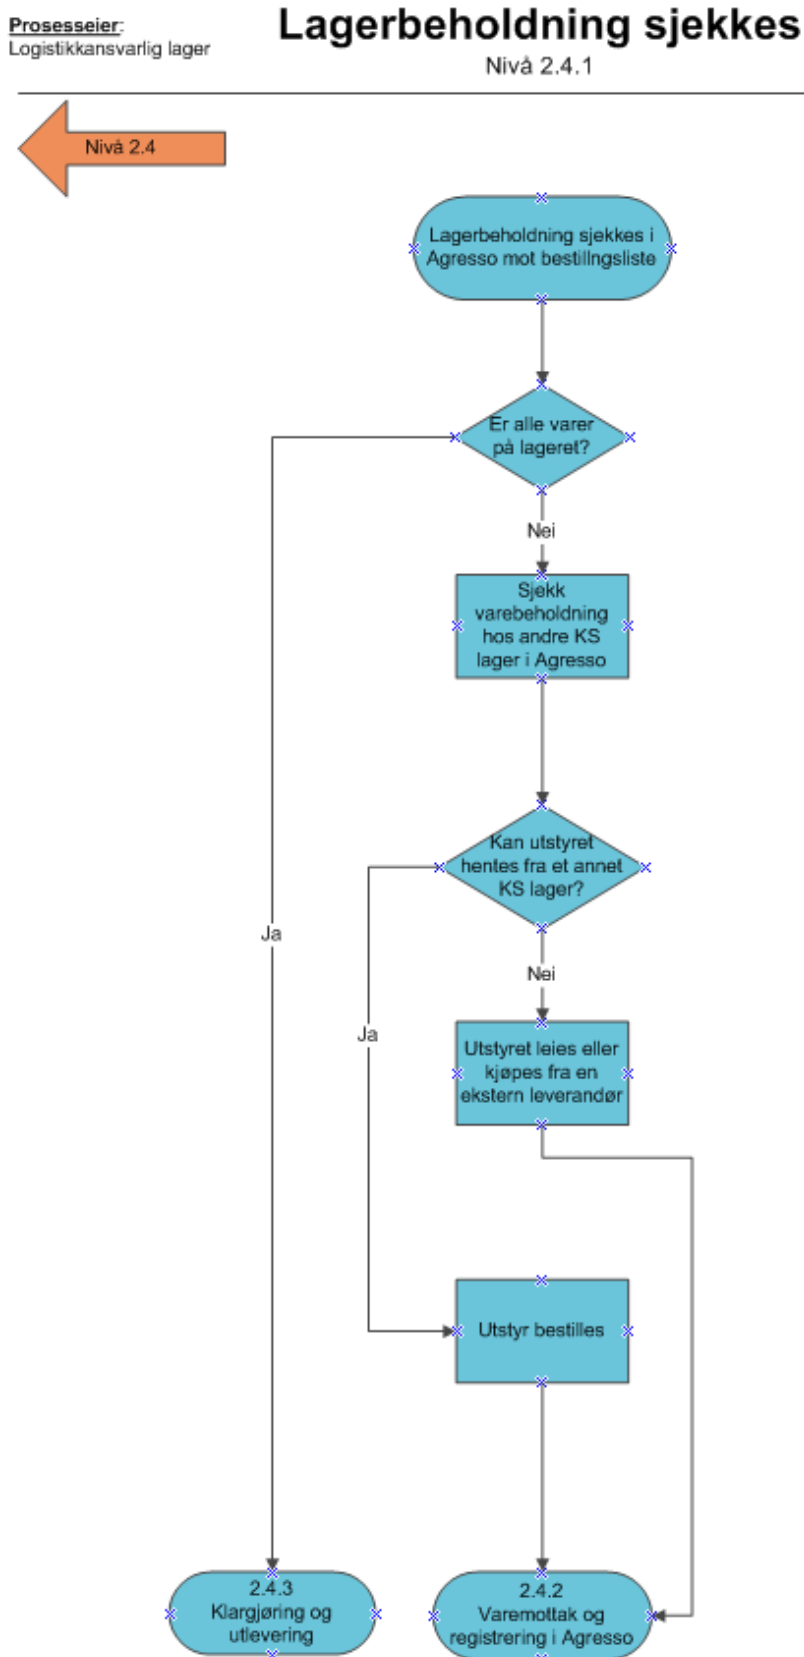 Prosesseier:
Logistikkansvarlig lager
Lagerbeholdning sjekkes
Nivå 2.4.1
Nivå 2.4
Lagerbeholdning sjekkes i
Agresso mot bestillngsliste
Er alle varer
på lageret?
Nei
Sjekk
varebeholdning
hos andre KS
lager i Agresso
Kan utstyret
hentes fra et annet
KS lager?
Ja
Nei
Ja
Utstyret leies eller
kjøpes fra en
ekstern leverandør
Utstyr bestilles
2.4.3
Klargjøring og
utlevering
2.4.2
Varemottak og
registrering i Agresso